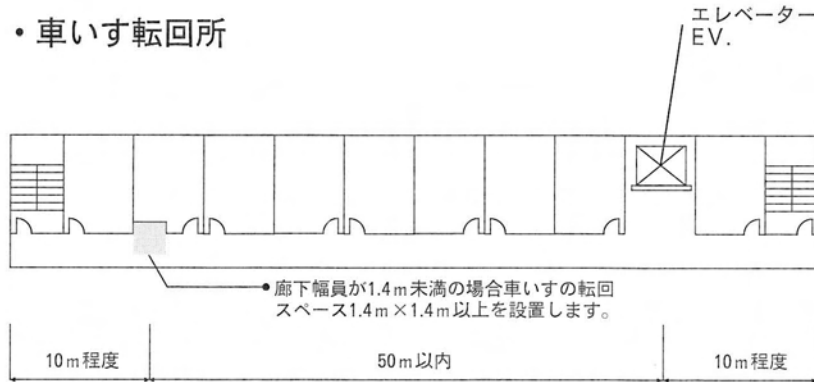 ・車いす転回所
エレベーター
EV.
廊下幅員が1.4m未満の場合車いすの転回
スペース1.4m×1.4m以上を設置します。
10m程度
50m以内
10m程度